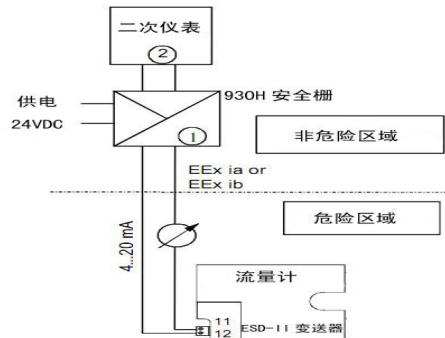 二次仪表
②
930H 安全栅
供电
24VDC
①
非危险区域
EEx ia or
EEx ib
危险区域
4...20 mA
流量计
11
12
ESD-II 变送器